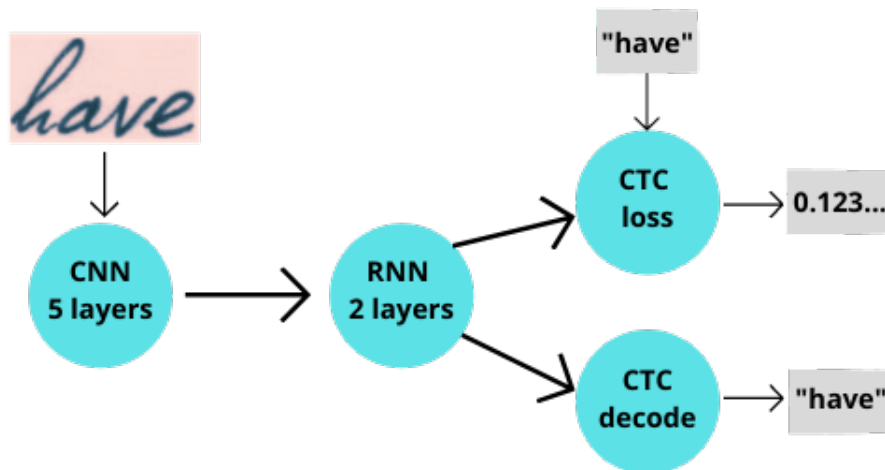 have
"have"
CNN
5 layers
RNN
2 layers
CTC
loss
0.123...
CTC
decode
"have"